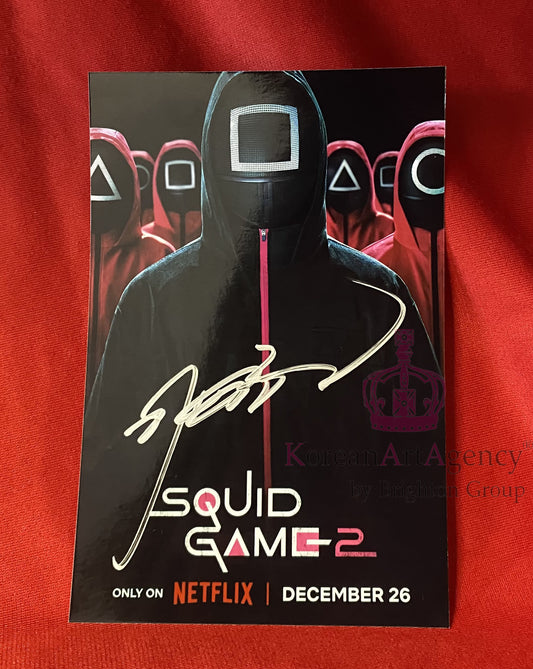 KoreanArtAgency
by Brighton Group
SQUID
GAME 2
ONLY ON NETFLIX | DECEMBER 26